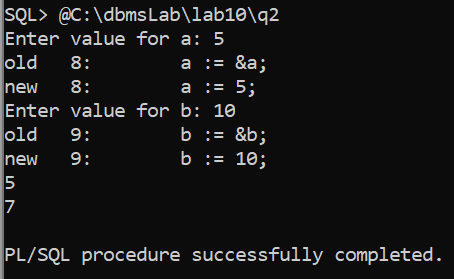 SQL> @C:\dbmsLab\lab10\q2
Enter value for a: 5
old   8:        a := &a;
new   8:        a := 5;
Enter value for b: 10
old   9:        b := &b;
new   9:        b := 10;
5
7
PL/SQL procedure successfully completed.